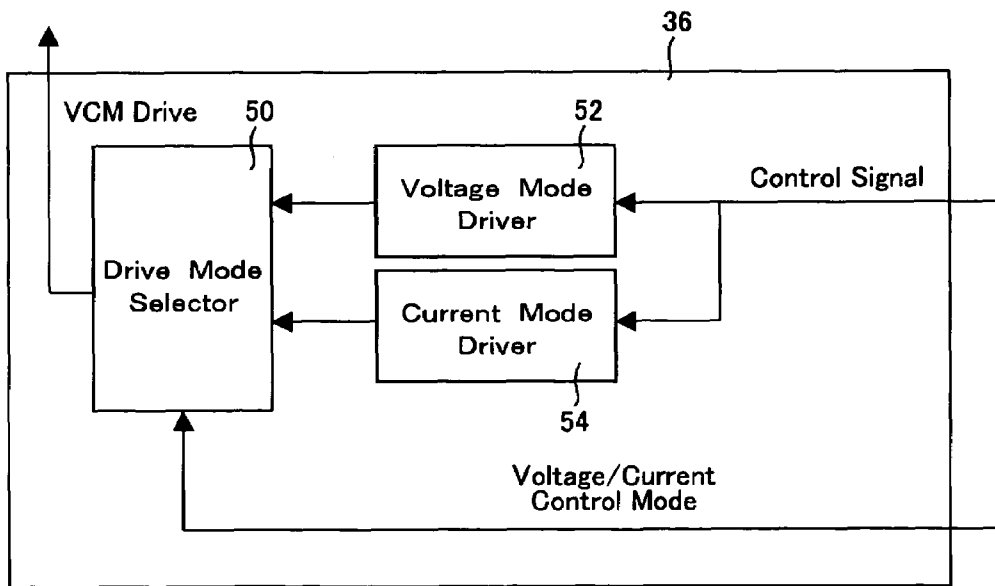 36
VCM Drive
50
52
Voltage Mode
Driver
Control Signal
Drive Mode
Selector
Current Mode
Driver
54
Voltage/Current
Control Mode